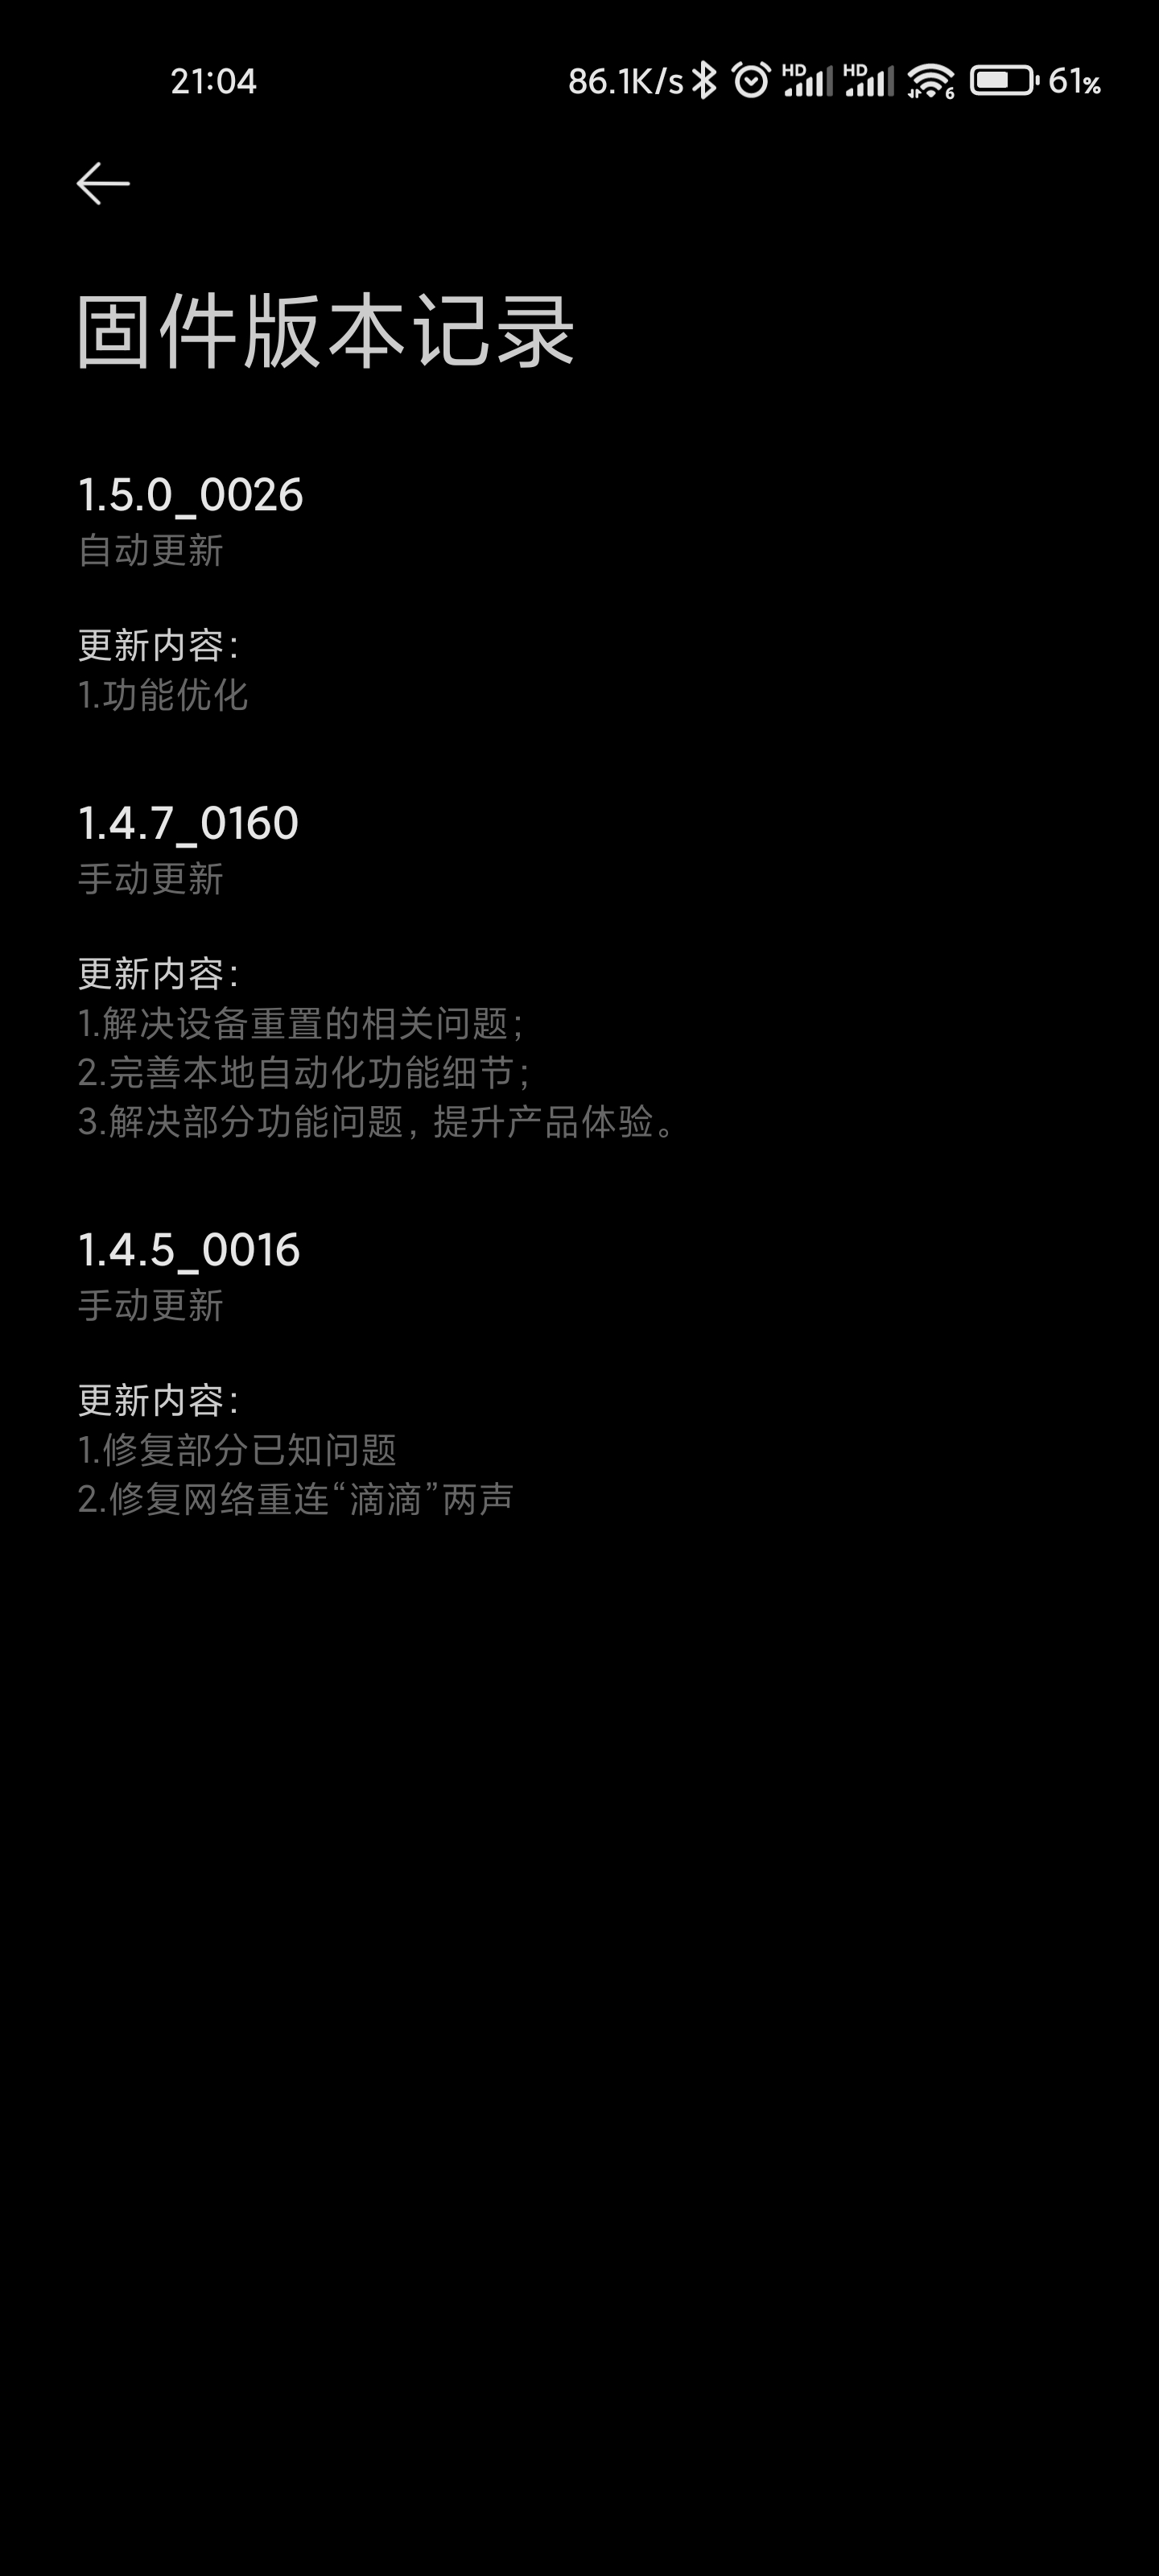 21:04
86.1K/s
HD
HD
6
61%
固件版本记录
1.5.0_0026
自动更新
更新内容：
1.功能优化
1.4.7_0160
手动更新
更新内容：
1.解决设备重置的相关问题；
2.完善本地自动化功能细节；
3.解决部分功能问题，提升产品体验。
1.4.5_0016
手动更新
更新内容：
1.修复部分已知问题
2.修复网络重连“滴滴”两声